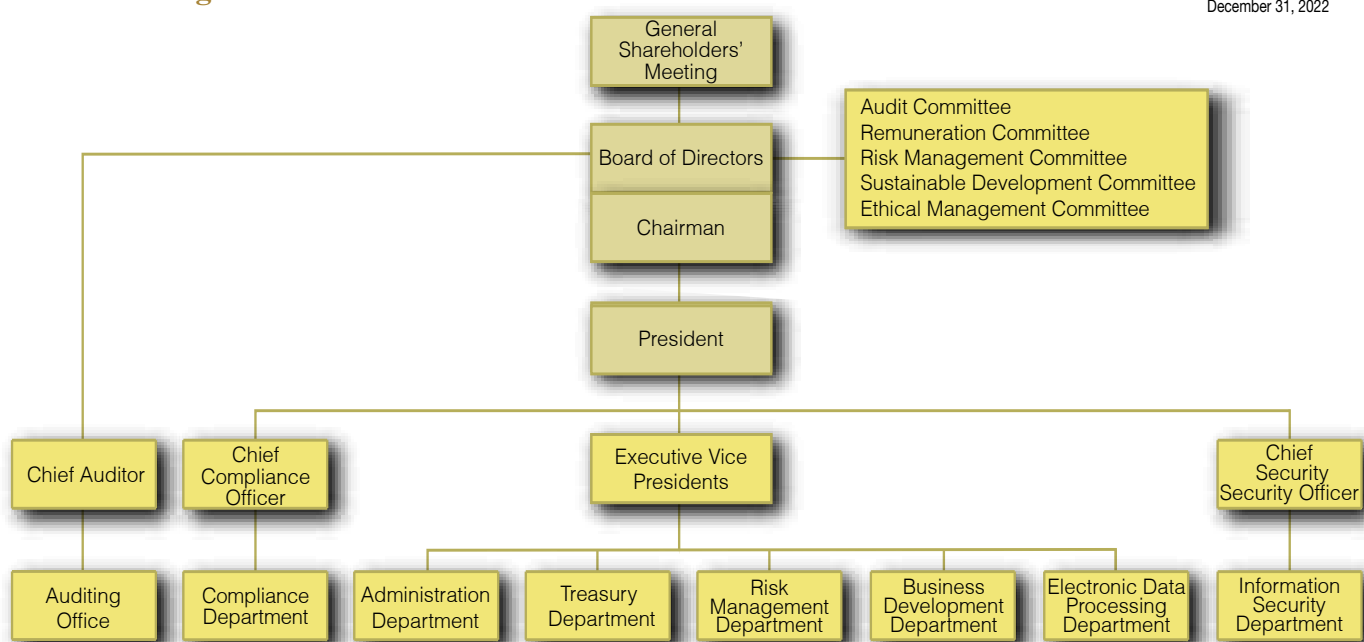 December 31, 2022
General
Shareholders'
Meeting
Audit Committee
Remuneration Committee
Risk Management Committee
Sustainable Development Committee
Ethical Management Committee
Board of Directors
Chairman
President
Chief Auditor
Chief
Compliance
Officer
Executive Vice
Presidents
Chief
Security
Security Officer
Auditing
Office
Compliance
Department
Administration
Department
Treasury
Department
Risk
Management
Department
Business
Development
Department
Electronic Data
Processing
Department
Information
Security
Department